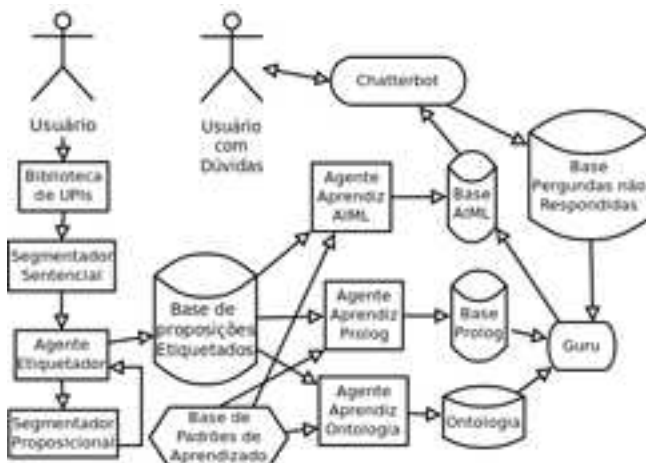 Usuário
Usuário
com
Dúvidas
Chatterbot
Base
Pergundas não
Respondidas
Biblioteca
de UPIs
Agente
Aprendiz
AIML
Base
AIML
Segmentador
Sentencial
Base de
proposições
Etiquetados
Agente
Aprendiz
Prolog
Base
Prolog
Guru
Agente
Etiquetador
Agente
Aprendiz
Ontologia
Ontologia
Segmentador
Proposicional
Base de
Padrões de
Aprendizado